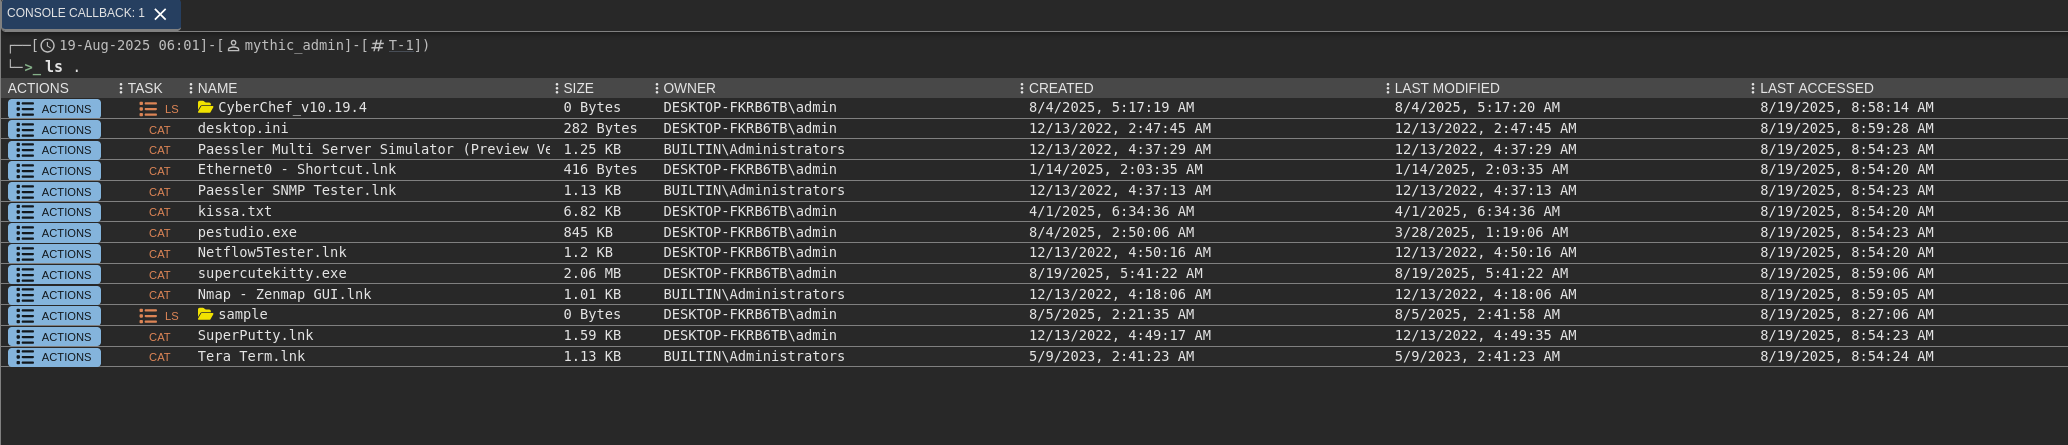 CONSOLE CALLBACK: 1
[19-Aug-2025 06:01]-[mythic_admin]-[# T-1])
>_ ls .
ACTIONS TASK NAME SIZE OWNER CREATED LAST MODIFIED LAST ACCESSED
ACTIONS LS CyberChef_v10.19.4 0 Bytes DESKTOP-FKRB6TB\admin 8/4/2025, 5:17:19 AM 8/4/2025, 5:17:20 AM 8/19/2025, 8:58:14 AM
ACTIONS CAT desktop.ini 282 Bytes DESKTOP-FKRB6TB\admin 12/13/2022, 2:47:45 AM 12/13/2022, 2:47:45 AM 8/19/2025, 8:59:28 AM
ACTIONS CAT Paessler Multi Server Simulator (Preview Ve 1.25 KB BUILTIN\Administrators 12/13/2022, 4:37:29 AM 12/13/2022, 4:37:29 AM 8/19/2025, 8:54:23 AM
ACTIONS CAT Ethernet0 - Shortcut.lnk 416 Bytes DESKTOP-FKRB6TB\admin 1/14/2025, 2:03:35 AM 1/14/2025, 2:03:35 AM 8/19/2025, 8:54:20 AM
ACTIONS CAT Paessler SNMP Tester.lnk 1.13 KB BUILTIN\Administrators 12/13/2022, 4:37:13 AM 12/13/2022, 4:37:13 AM 8/19/2025, 8:54:23 AM
ACTIONS CAT kissa.txt 6.82 KB DESKTOP-FKRB6TB\admin 4/1/2025, 6:34:36 AM 4/1/2025, 6:34:36 AM 8/19/2025, 8:54:20 AM
ACTIONS CAT pestudio.exe 845 KB DESKTOP-FKRB6TB\admin 8/4/2025, 2:50:06 AM 3/28/2025, 1:19:06 AM 8/19/2025, 8:54:23 AM
ACTIONS CAT Netflow5Tester.lnk 1.2 KB DESKTOP-FKRB6TB\admin 12/13/2022, 4:50:16 AM 12/13/2022, 4:50:16 AM 8/19/2025, 8:54:20 AM
ACTIONS CAT supercutekitty.exe 2.06 MB DESKTOP-FKRB6TB\admin 8/19/2025, 5:41:22 AM 8/19/2025, 5:41:22 AM 8/19/2025, 8:59:06 AM
ACTIONS CAT Nmap - Zenmap GUI.lnk 1.01 KB BUILTIN\Administrators 12/13/2022, 4:18:06 AM 12/13/2022, 4:18:06 AM 8/19/2025, 8:59:05 AM
ACTIONS LS sample 0 Bytes DESKTOP-FKRB6TB\admin 8/5/2025, 2:21:35 AM 8/5/2025, 2:41:58 AM 8/19/2025, 8:27:06 AM
ACTIONS CAT SuperPutty.lnk 1.59 KB DESKTOP-FKRB6TB\admin 12/13/2022, 4:49:17 AM 12/13/2022, 4:49:35 AM 8/19/2025, 8:54:23 AM
ACTIONS CAT Tera Term.lnk 1.13 KB BUILTIN\Administrators 5/9/2023, 2:41:23 AM 5/9/2023, 2:41:23 AM 8/19/2025, 8:54:24 AM